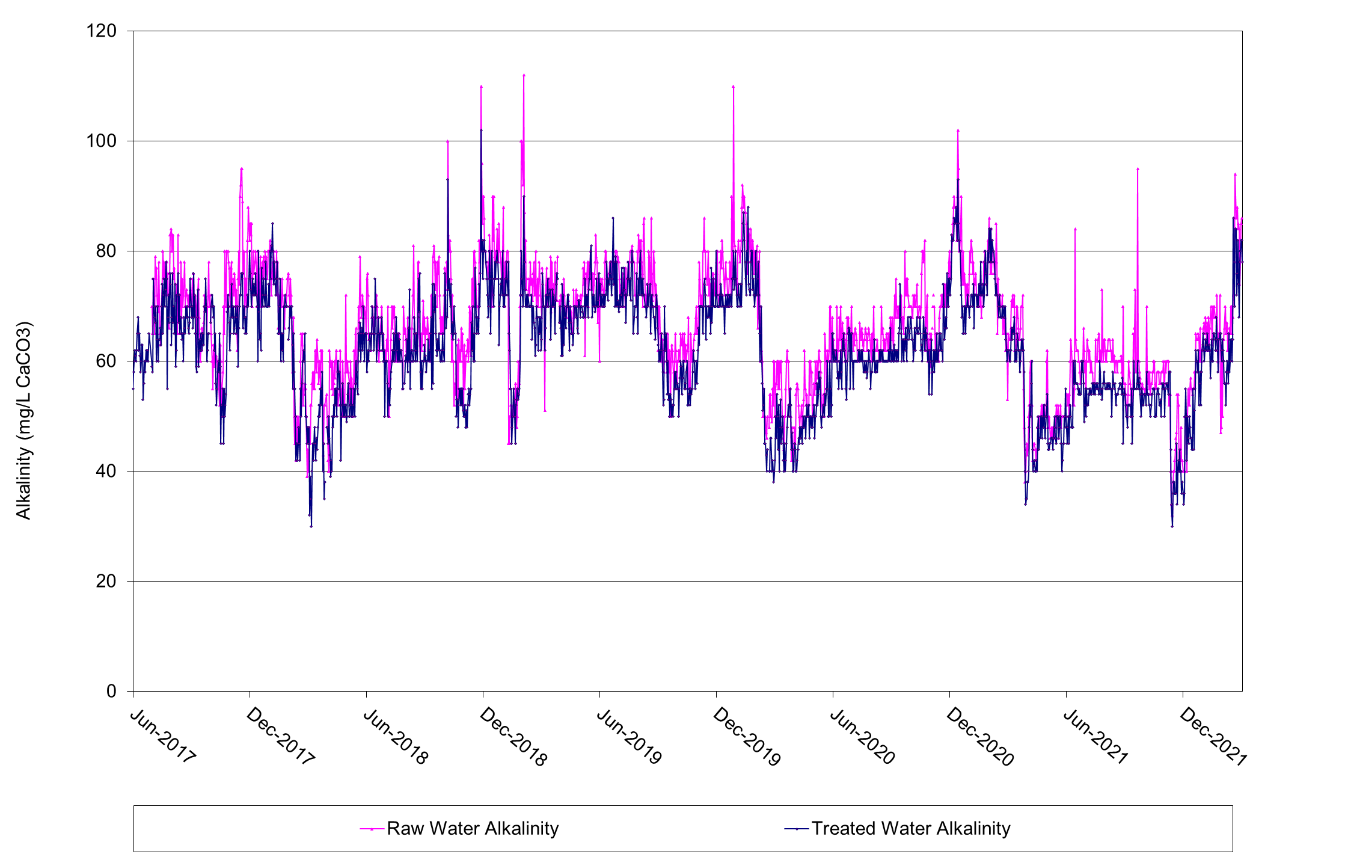 120
100
80
60
40
20
0
Alkalinity (mg/L CaCO3)
Jun-2017
Dec-2017
Jun-2018
Dec-2018
Jun-2019
Dec-2019
Jun-2020
Dec-2020
Jun-2021
Dec-2021
Raw Water Alkalinity
Treated Water Alkalinity